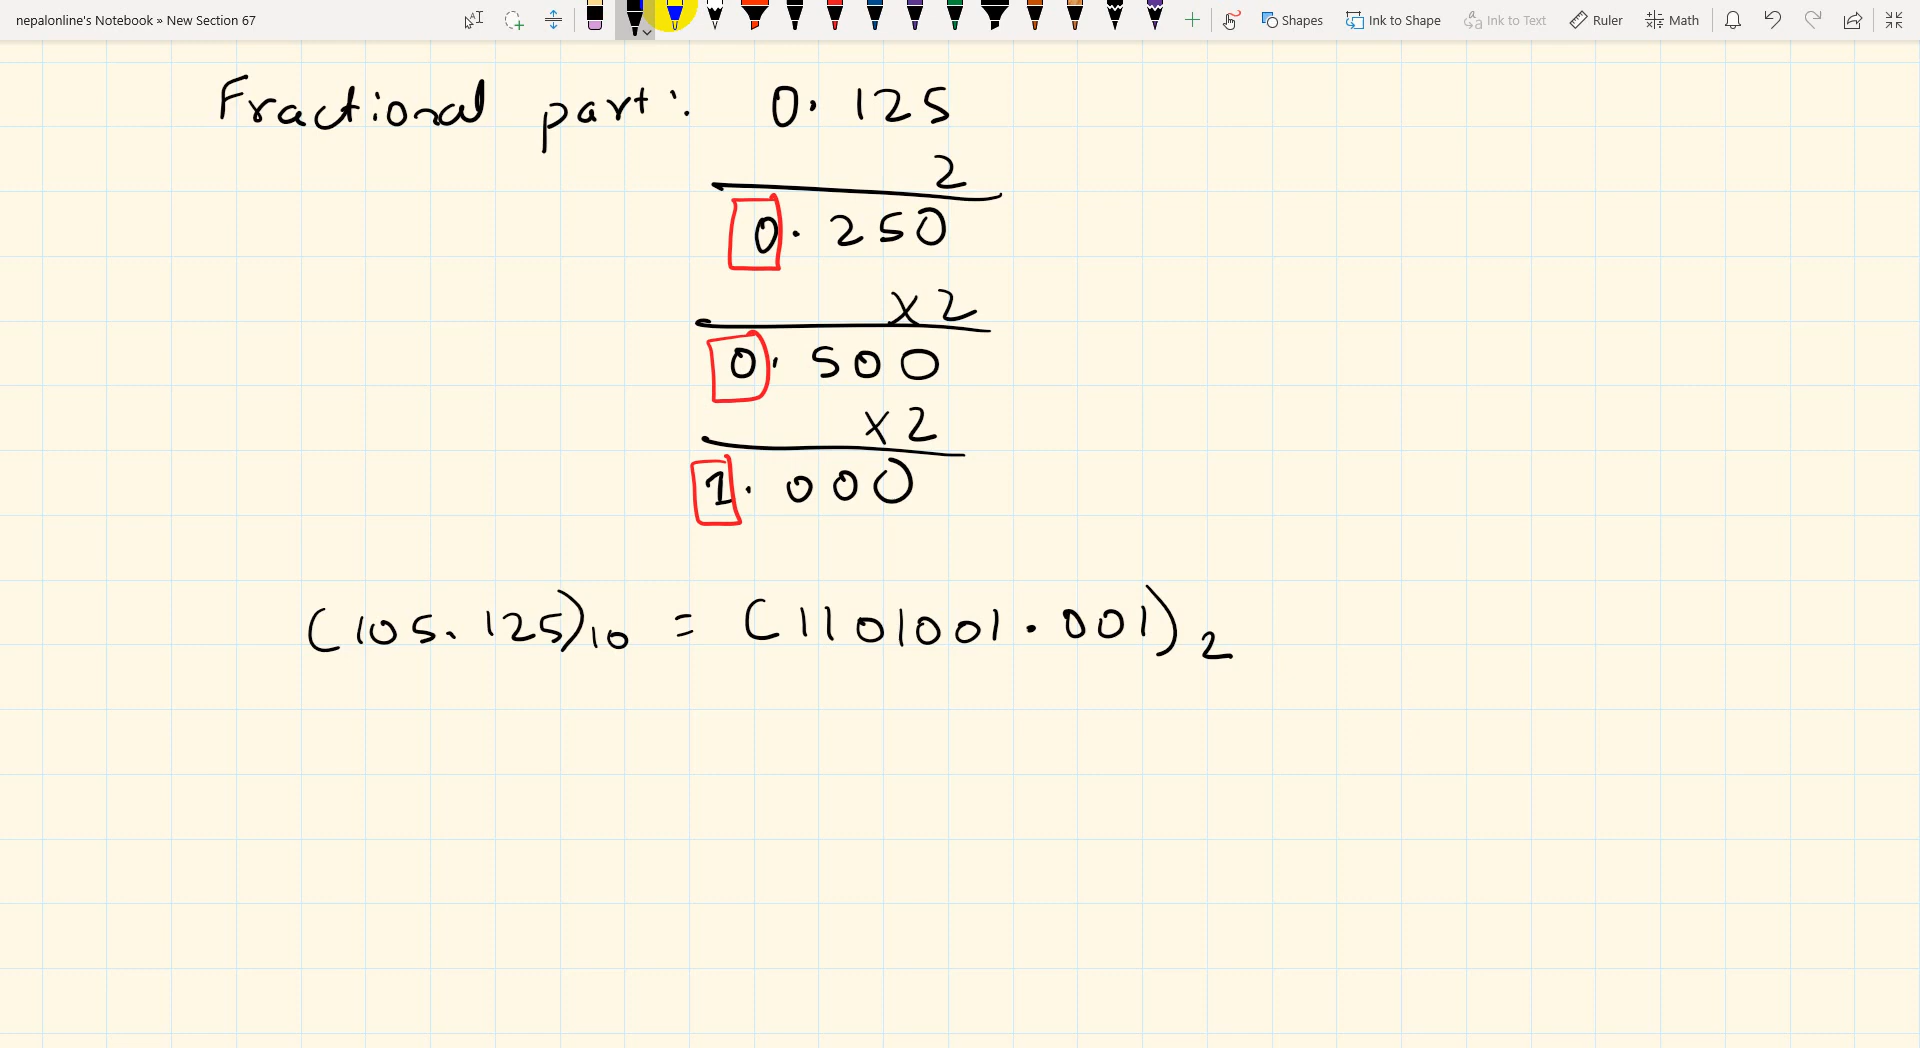 nepalonline's Notebook » New Section 67
Shapes
Ink to Shape
Ink to Text
Ruler
Math
Fractional part: 0.125
2
0.250
x2
0.500
x2
1.000
(105.125)10 = (1101001.001)2